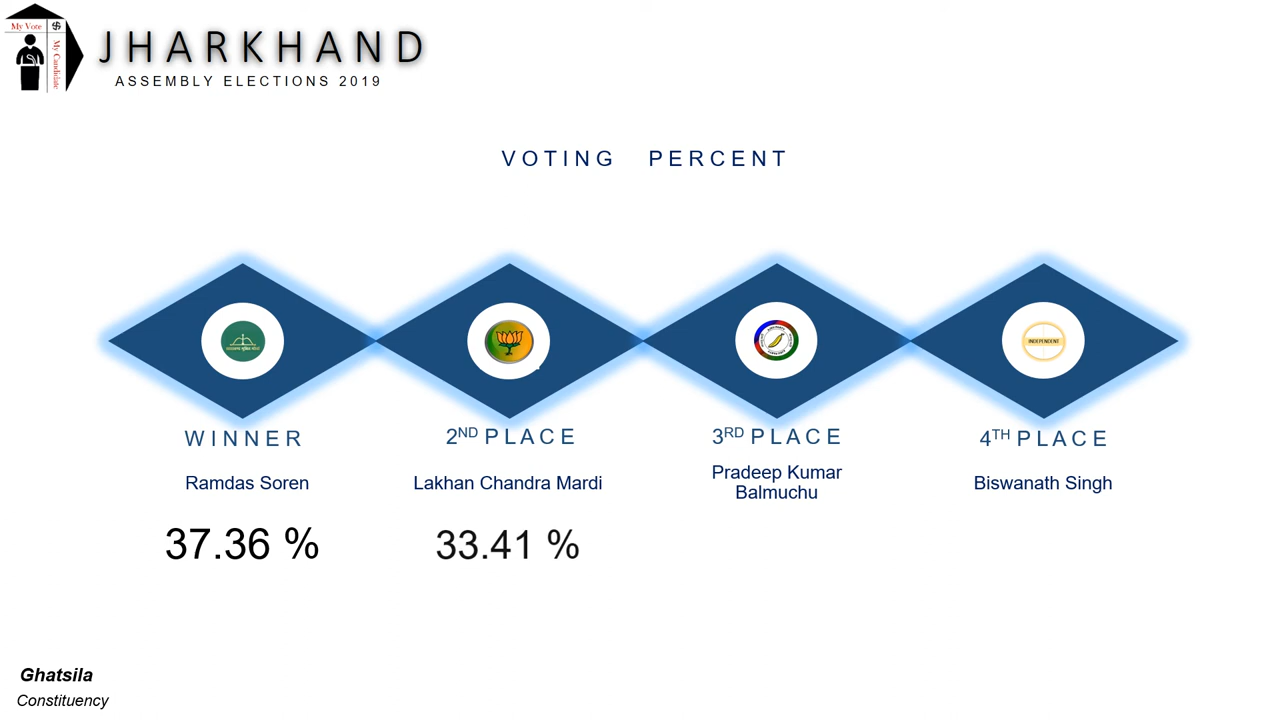 My Vote
My Candidate
JHARKHAND
ASSEMBLY ELECTIONS 2019
VOTING PERCENT
INDEPENDENT
WINNER
2ND PLACE
3RD PLACE
4TH PLACE
Ramdas Soren
Lakhan Chandra Mardi
Pradeep Kumar
Balmuchu
Biswanath Singh
37.36 %
33.41 %
Ghatsila
Constituency